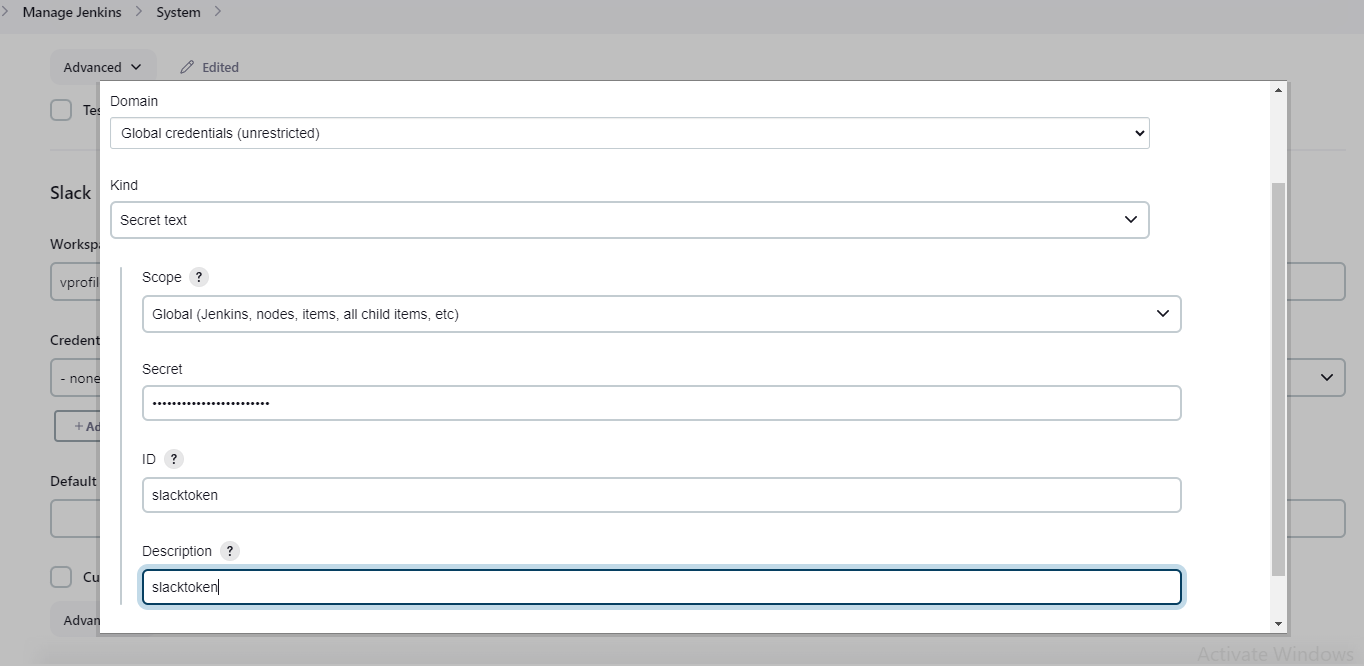 Manage Jenkins > System >
Advanced
Edited
Tes
Domain
Global credentials (unrestricted)
Slack
Kind
Secret text
Workspa
vprofil
Scope ?
Global (Jenkins, nodes, items, all child items, etc)
Credent
- none
Secret
••••••••••••••••••••••••
+ Ad
ID ?
slacktoken
Default
Description ?
slacktoken
Cu
Advan
Activate Windows